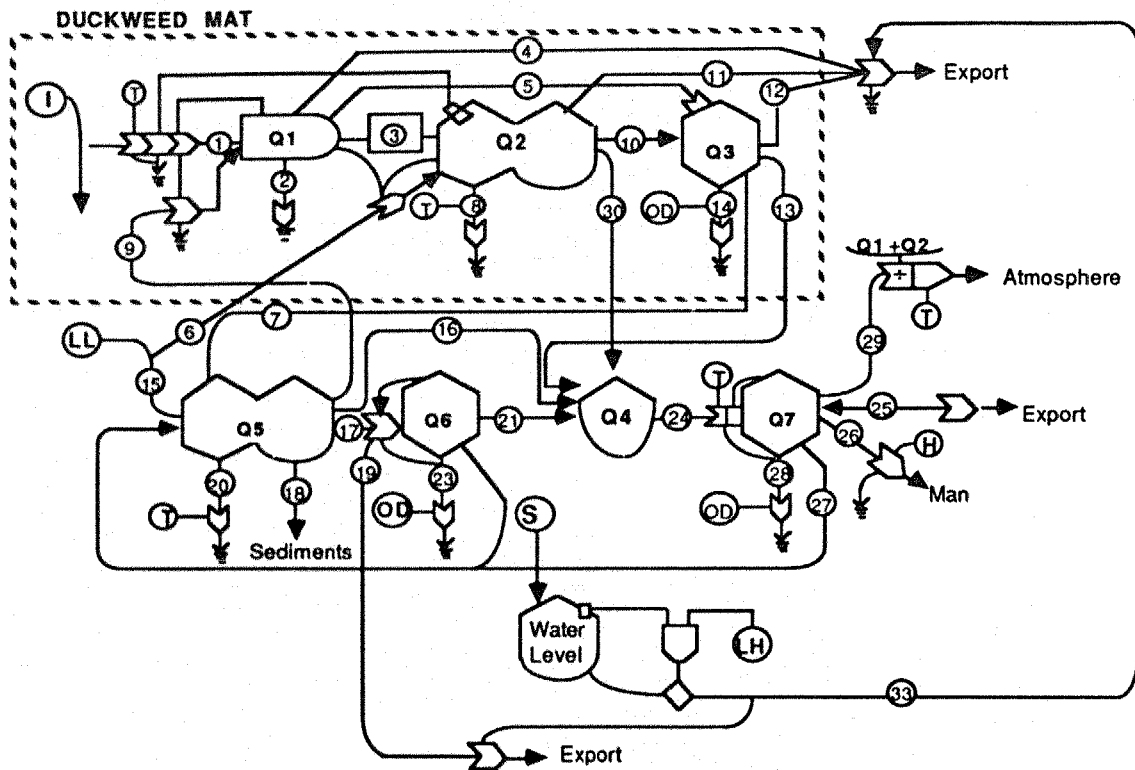 DUCKWEED MAT
4
I
T
5
11
12
Export
1
Q1
3
Q2
10
Q3
2
T
8
30
OD
14
13
9
Q1 +Q2
÷
Atmosphere
6
7
16
LL
T
29
T
15
Q5
17
Q6
21
Q4
24
Q7
25
Export
26
H
20
18
19
23
28
27
Man
T
OD
S
OD
Sediments
Water
Level
LH
33
Export